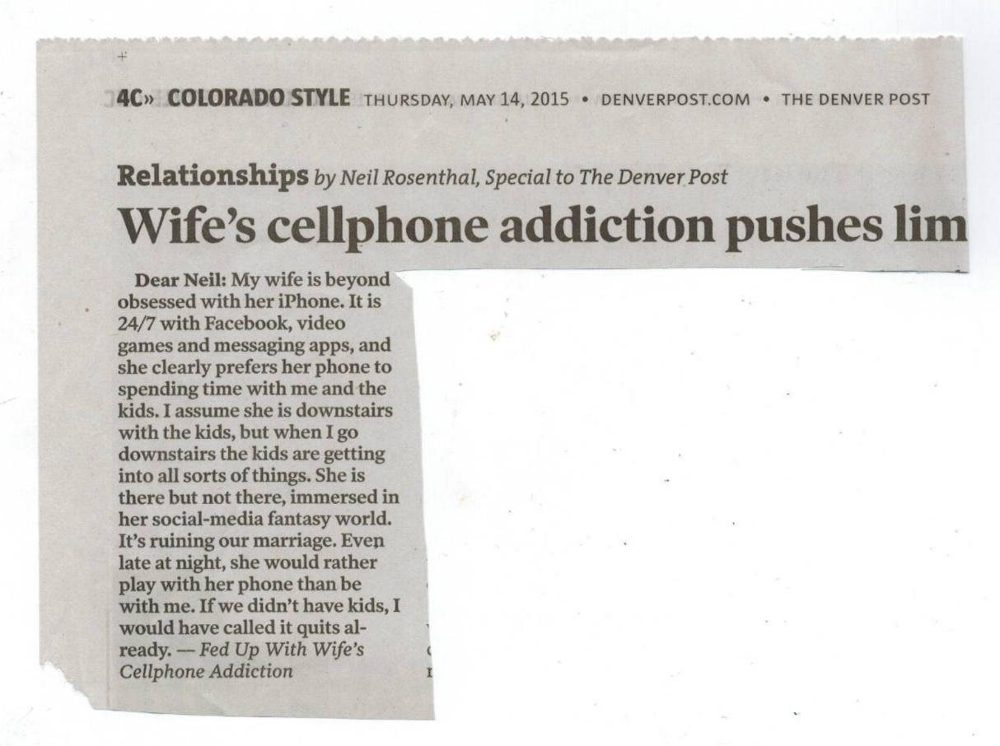 4C» COLORADO STYLE THURSDAY, MAY 14, 2015 • DENVERPOST.COM • THE DENVER POST
Relationships by Neil Rosenthal, Special to The Denver Post
Wife's cellphone addiction pushes lim
Dear Neil: My wife is beyond
obsessed with her iPhone. It is
24/7 with Facebook, video
games and messaging apps, and
she clearly prefers her phone to
spending time with me and the
kids. I assume she is downstairs
with the kids, but when I go
downstairs the kids are getting
into all sorts of things. She is
there but not there, immersed in
her social-media fantasy world.
It's ruining our marriage. Even
late at night, she would rather
play with her phone than be
with me. If we didn't have kids, I
would have called it quits al-
ready. — Fed Up With Wife's
Cellphone Addiction